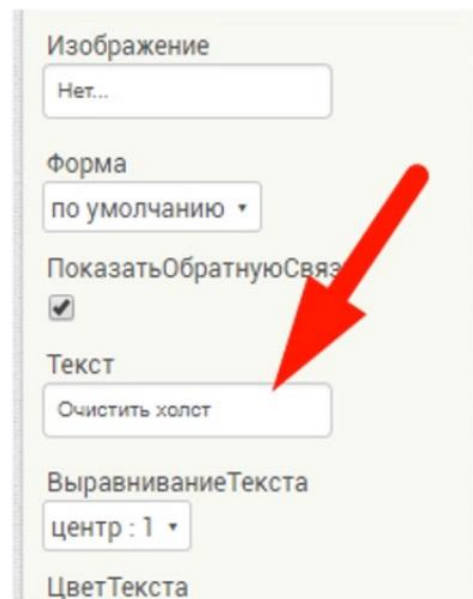 Изображение
Нет...
Форма
по умолчанию
ПоказатьОбратнуюСвяз
Текст
Очистить холст
ВыравниваниеТекста
центр : 1
ЦветТекста